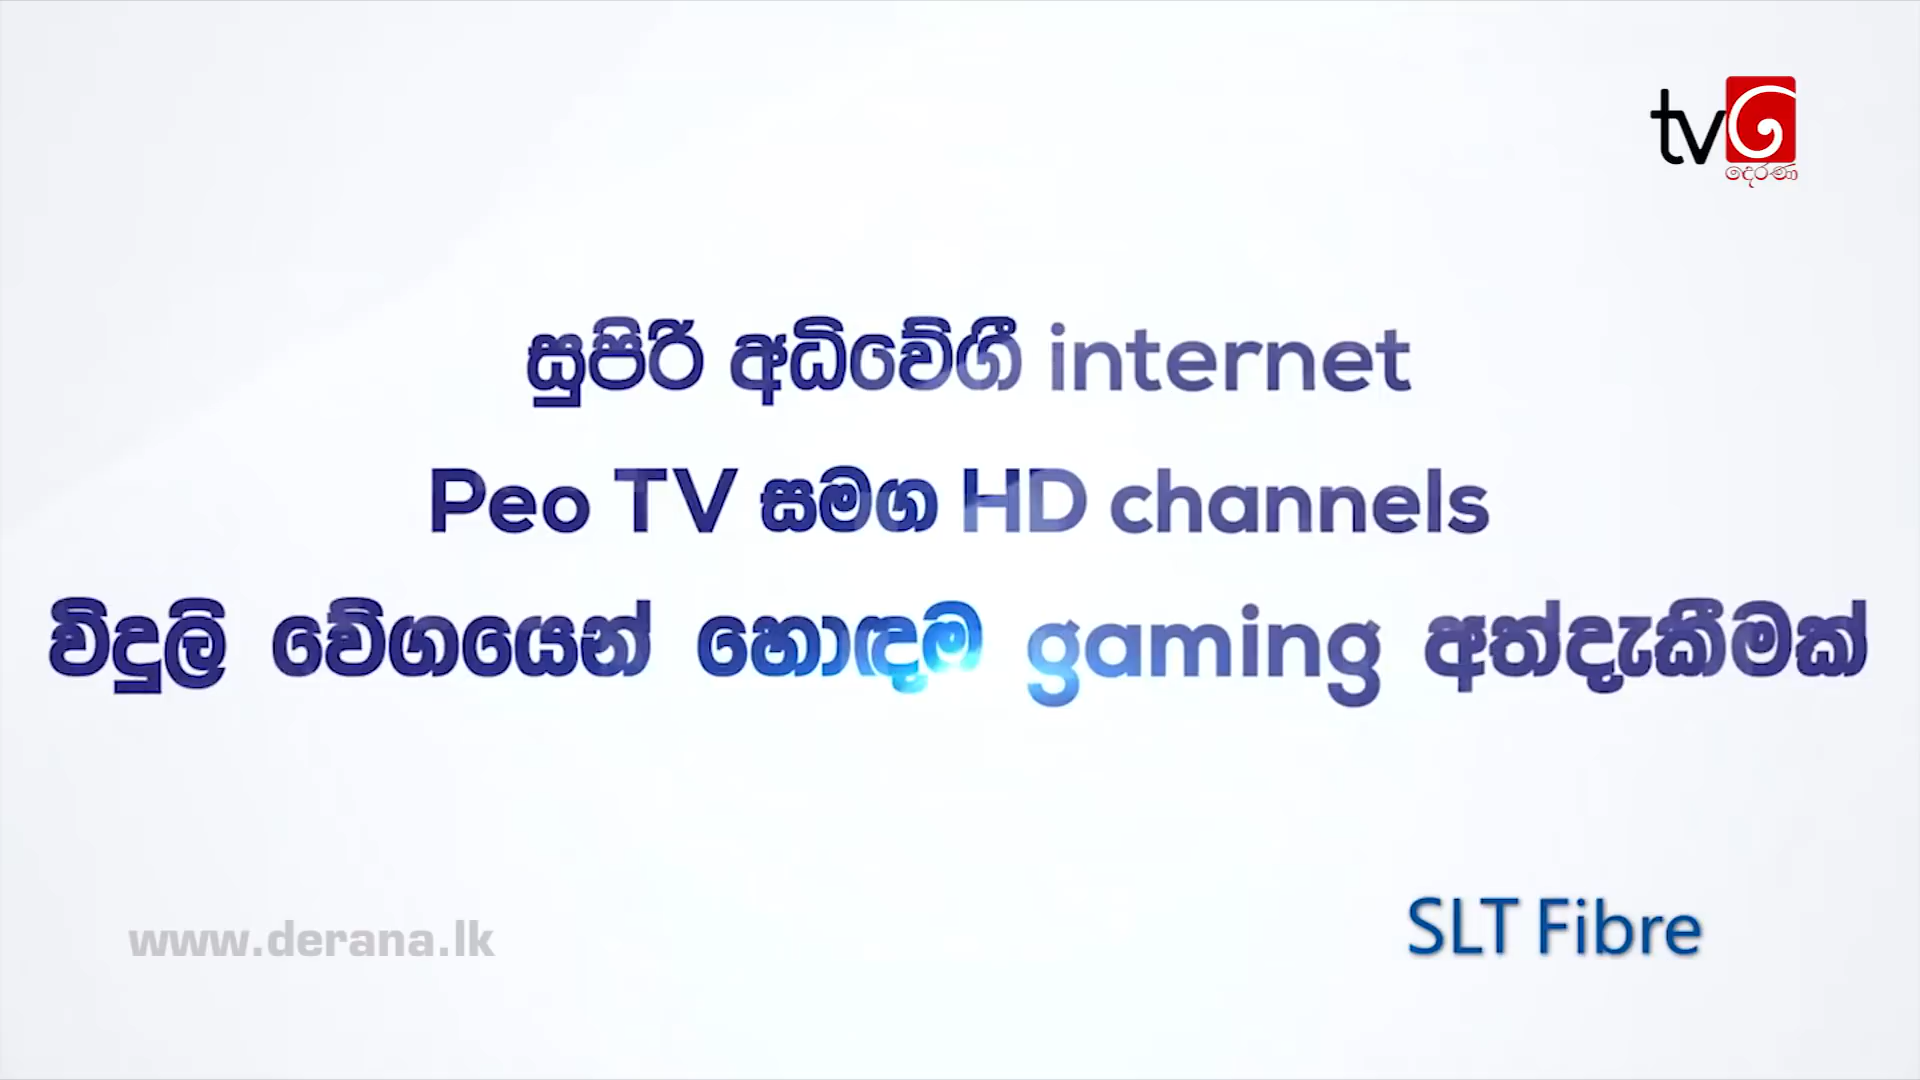 tv
දෙරණ
සුපිරි අධිවේගී internet
Peo TV සමග HD channels
විදුලි වේගයෙන් හොඳම gaming අත්දැකීමක්
www.derana.lk
SLT Fibre